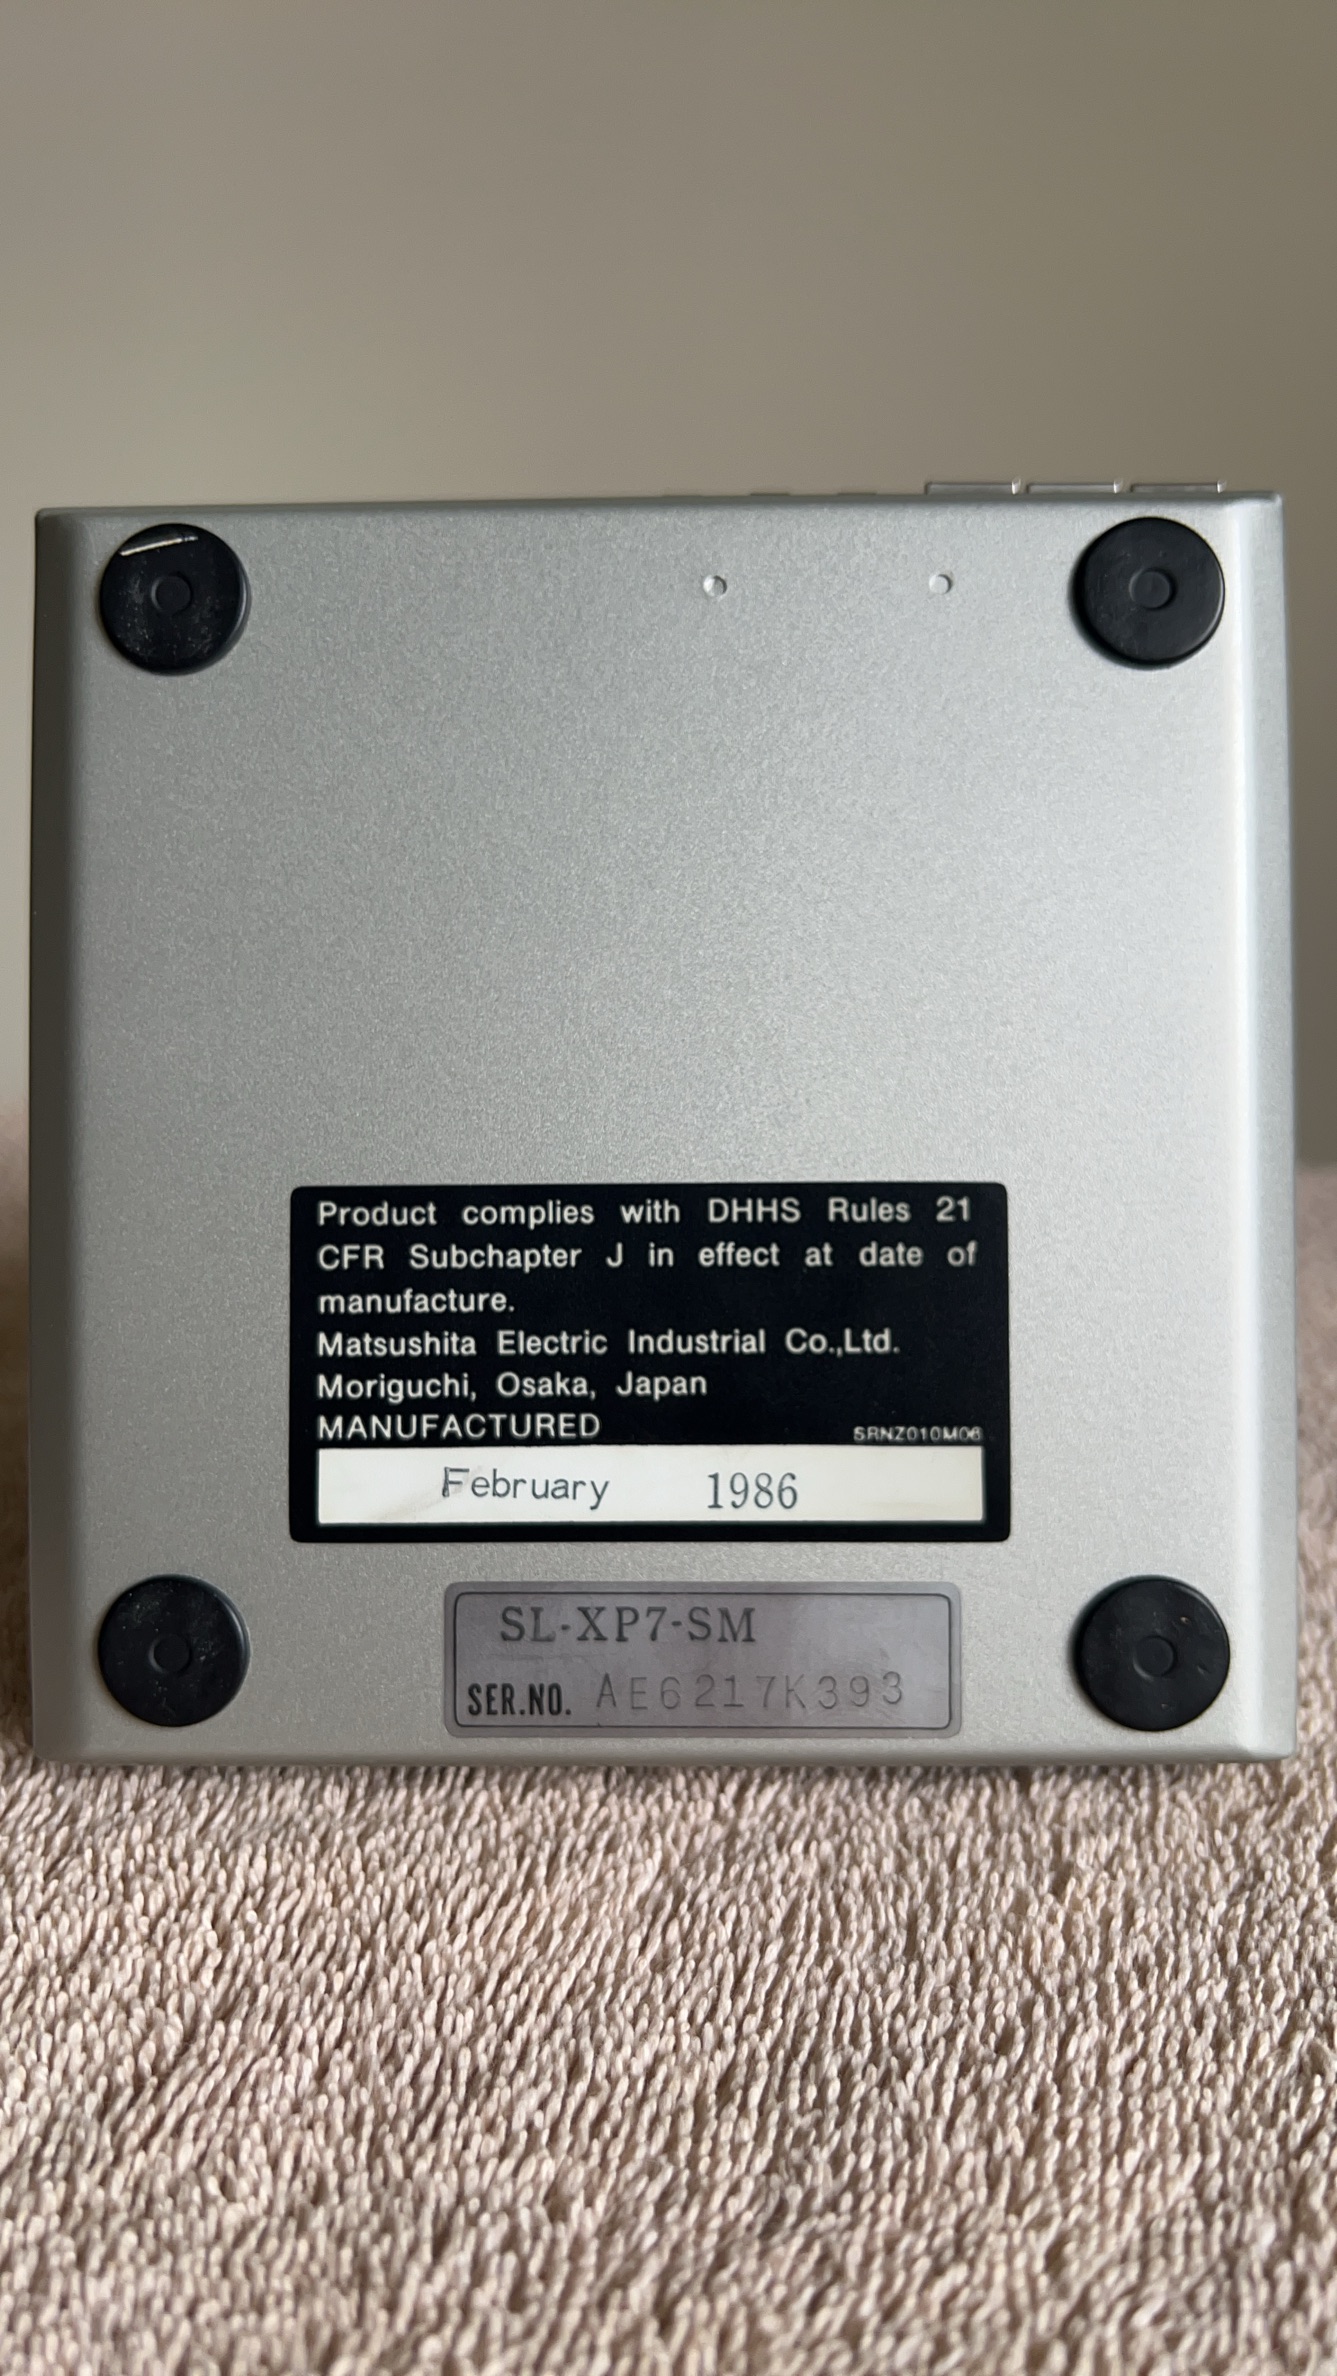 Product complies with DHHS Rules 21
CFR Subchapter J in effect at date of
manufacture.
Matsushita Electric Industrial Co.,Ltd.
Moriguchi, Osaka, Japan
MANUFACTURED
SRNZ010M06
February 1986
SL-XP7-SM
SER.NO. AE6217K393